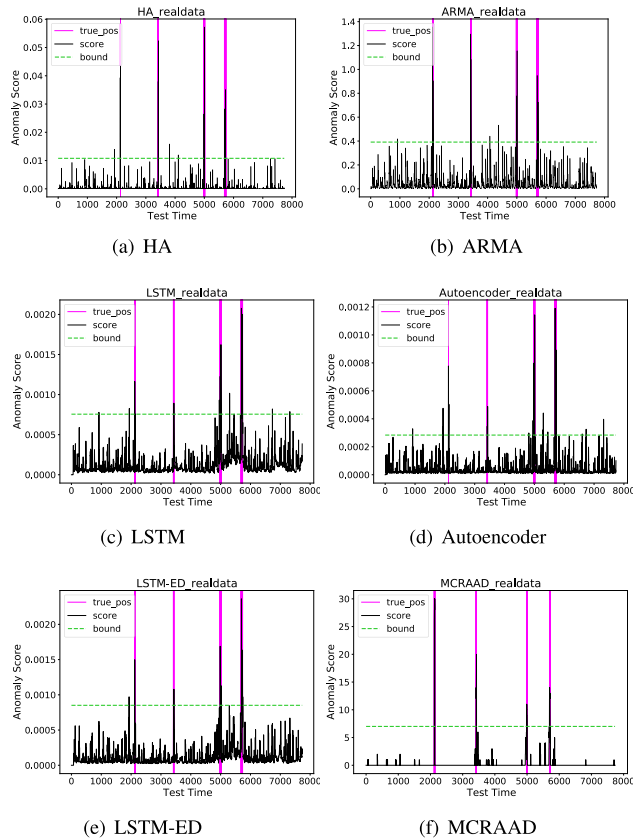 HA_realdata
true_pos
score
bound
Anomaly Score
0.06
0.05
0.04
0.03
0.02
0.01
0.00
0 1000 2000 3000 4000 5000 6000 7000 8000
Test Time
(a) HA
ARMA_realdata
true_pos
score
bound
Anomaly Score
1.4
1.2
1.0
0.8
0.6
0.4
0.2
0.0
0 1000 2000 3000 4000 5000 6000 7000 8000
Test Time
(b) ARMA
LSTM_realdata
true_pos
score
bound
Anomaly Score
0.0020
0.0015
0.0010
0.0005
0.0000
0 1000 2000 3000 4000 5000 6000 7000 8000
Test Time
(c) LSTM
Autoencoder_realdata
true_pos
score
bound
Anomaly Score
0.0012
0.0010
0.0008
0.0006
0.0004
0.0002
0.0000
0 1000 2000 3000 4000 5000 6000 7000 8000
Test Time
(d) Autoencoder
LSTM-ED_realdata
true_pos
score
bound
Anomaly Score
0.0020
0.0015
0.0010
0.0005
0.0000
0 1000 2000 3000 4000 5000 6000 7000 8000
Test Time
(e) LSTM-ED
MCRAAD_realdata
true_pos
score
bound
Anomaly Score
30
25
20
15
10
5
0
0 1000 2000 3000 4000 5000 6000 7000 8000
Test Time
(f) MCRAAD